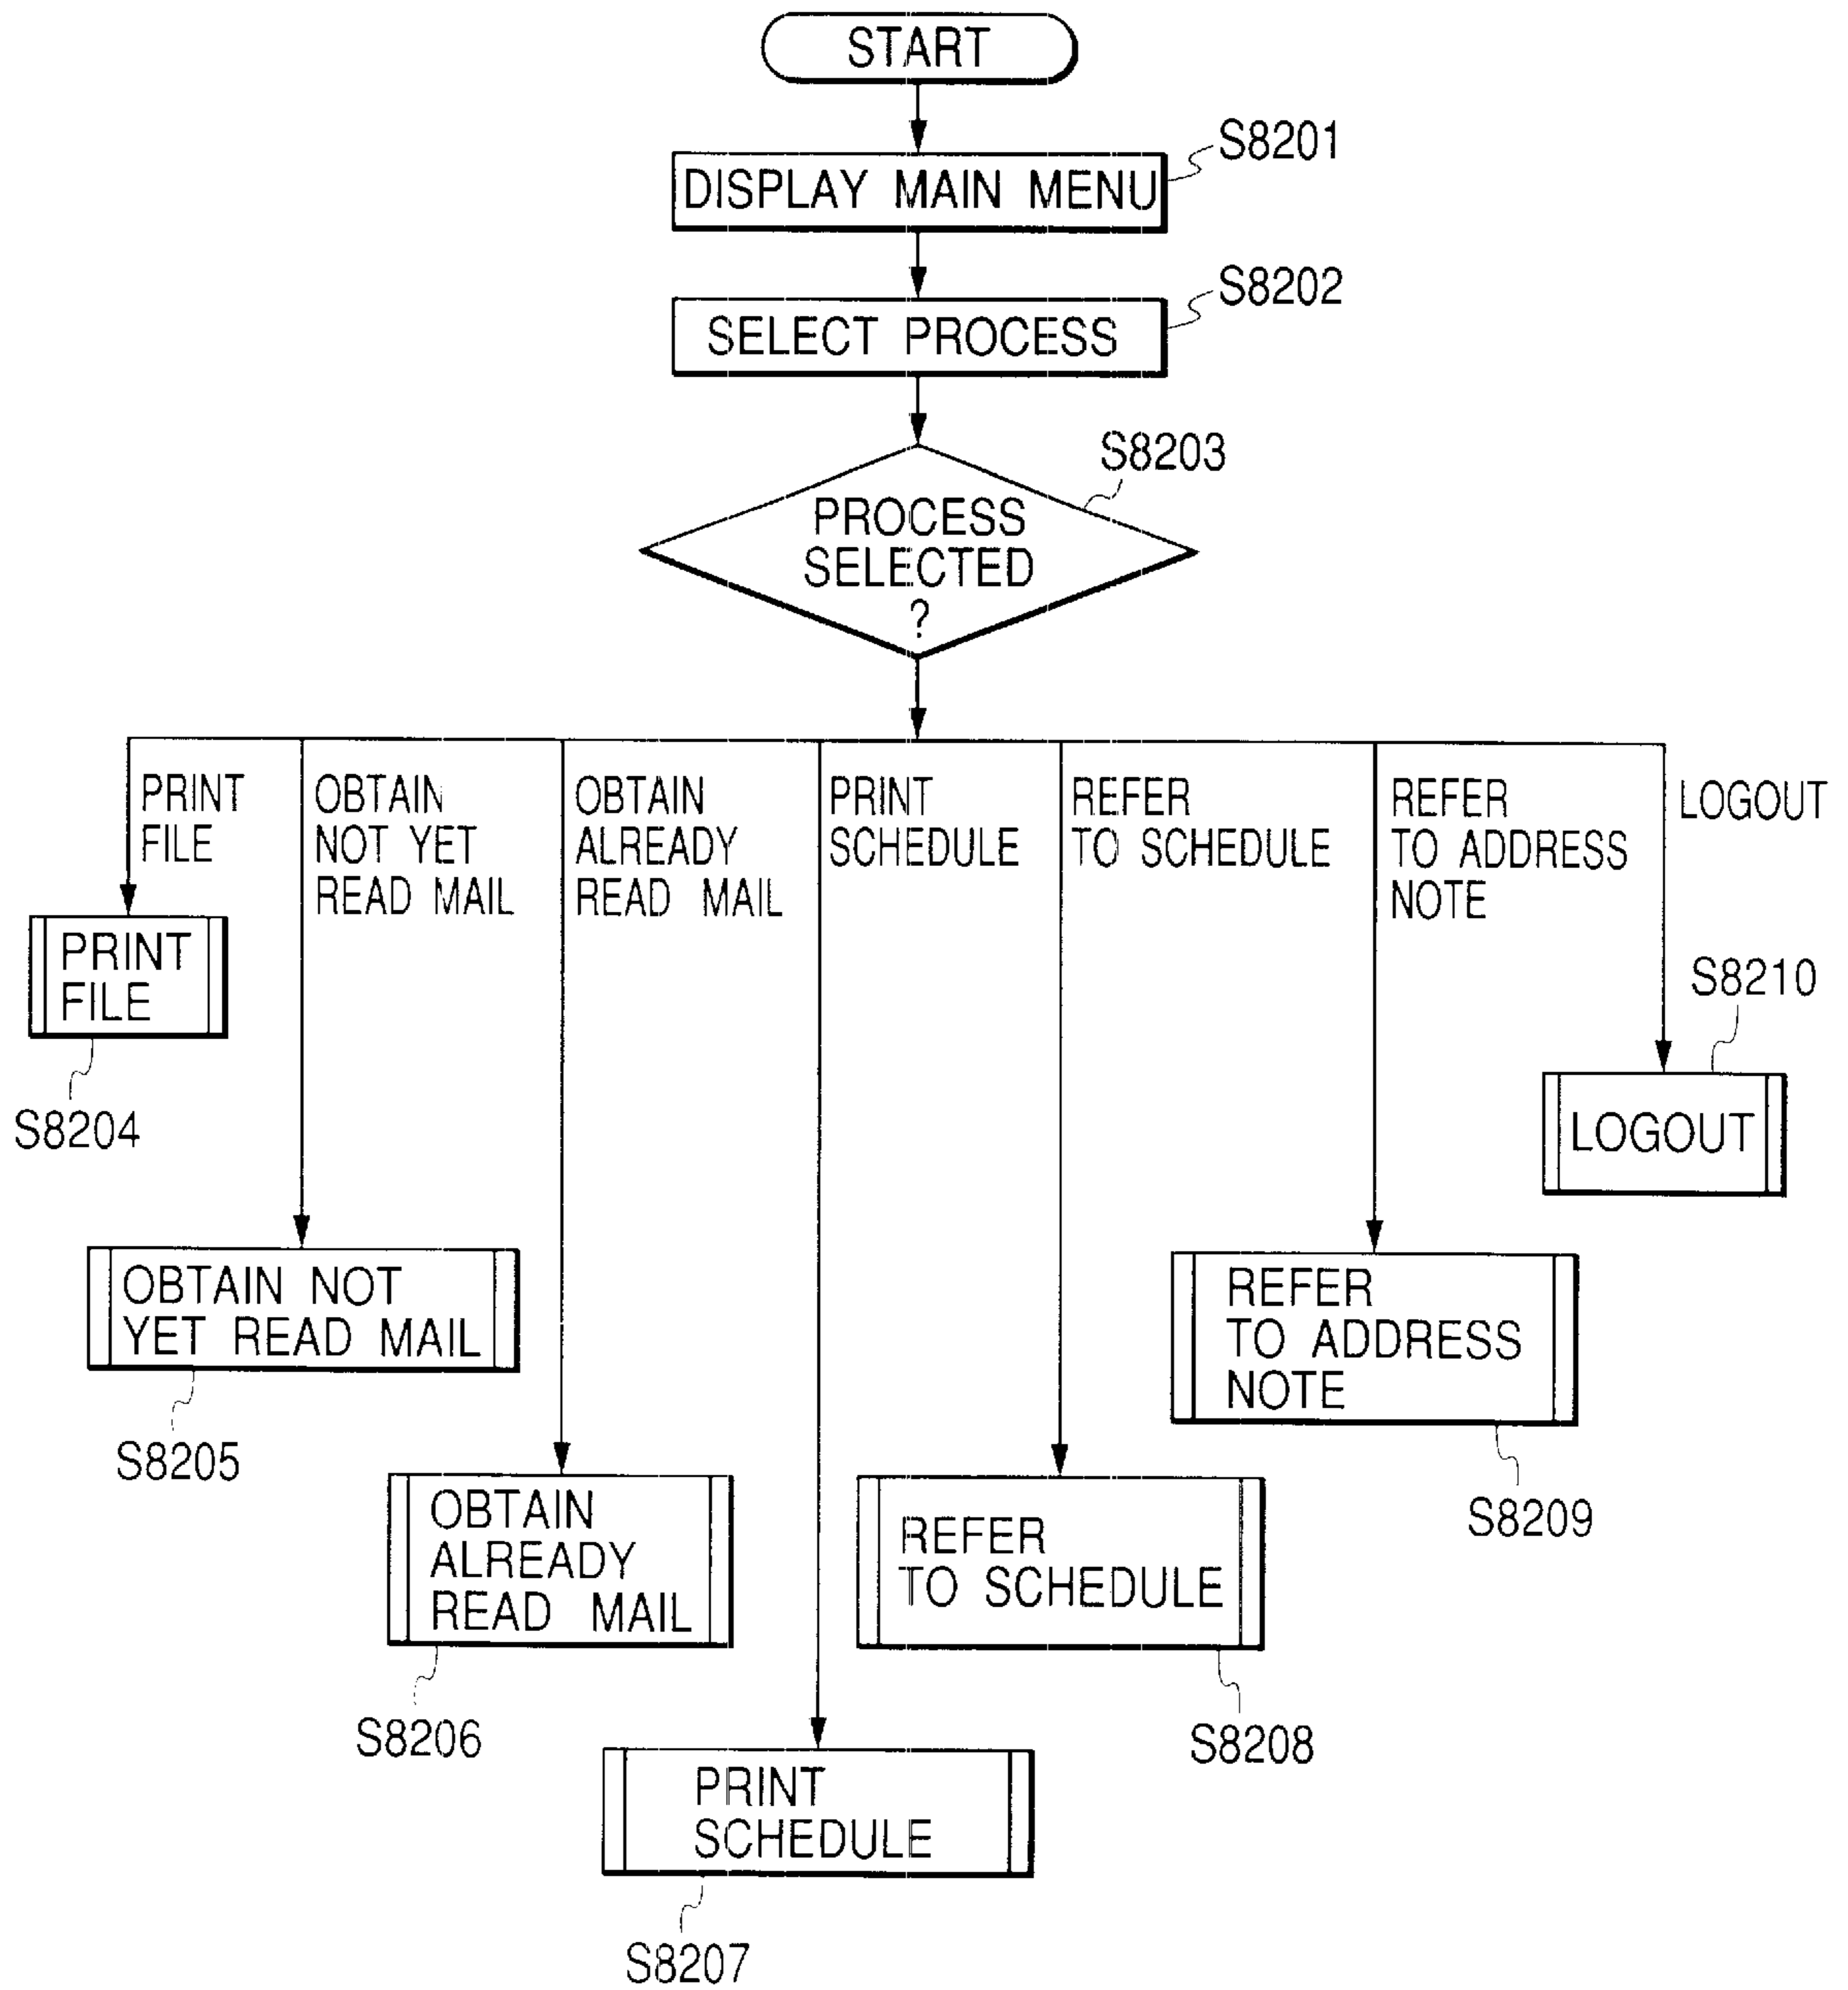 START
S8201
DISPLAY MAIN MENU
S8202
SELECT PROCESS
S8203
PROCESS
SELECTED
?
PRINT
FILE
OBTAIN
NOT YET
READ MAIL
OBTAIN
ALREADY
READ MAIL
PRINT
SCHEDULE
REFER
TO SCHEDULE
REFER
TO ADDRESS
NOTE
LOGOUT
PRINT
FILE
S8204
S8210
LOGOUT
OBTAIN NOT
YET READ MAIL
S8205
REFER
TO ADDRESS
NOTE
S8209
OBTAIN
ALREADY
READ MAIL
S8206
REFER
TO SCHEDULE
S8208
PRINT
SCHEDULE
S8207